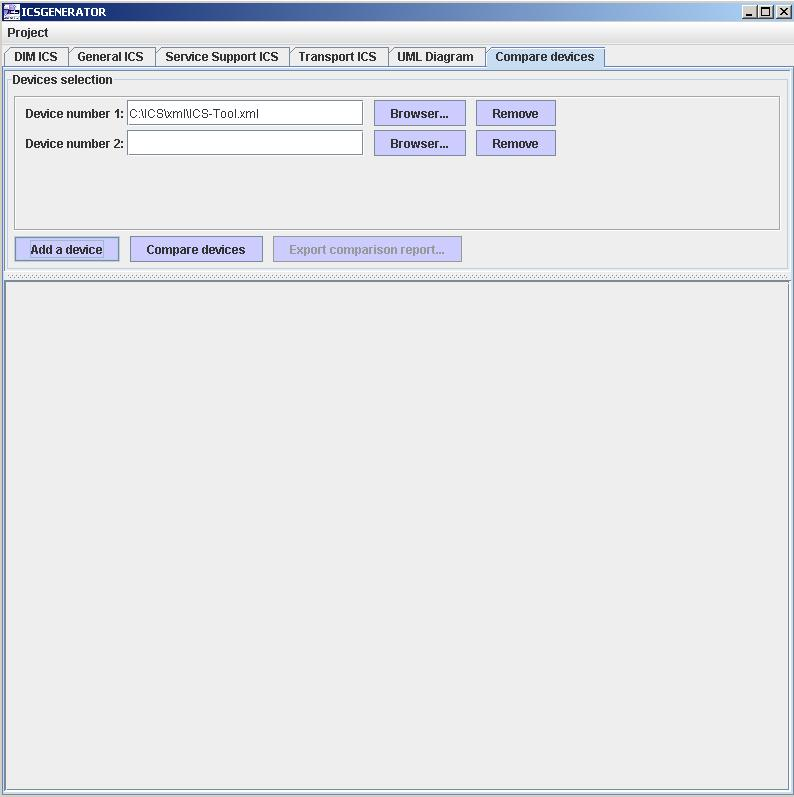 ICSGENERATOR
Project
DIM ICS General ICS Service Support ICS Transport ICS UML Diagram Compare devices
Devices selection
Device number 1: C:\ICS\xml\ICS-Tool.xml Browser... Remove
Device number 2: Browser... Remove
Add a device Compare devices Export comparison report...